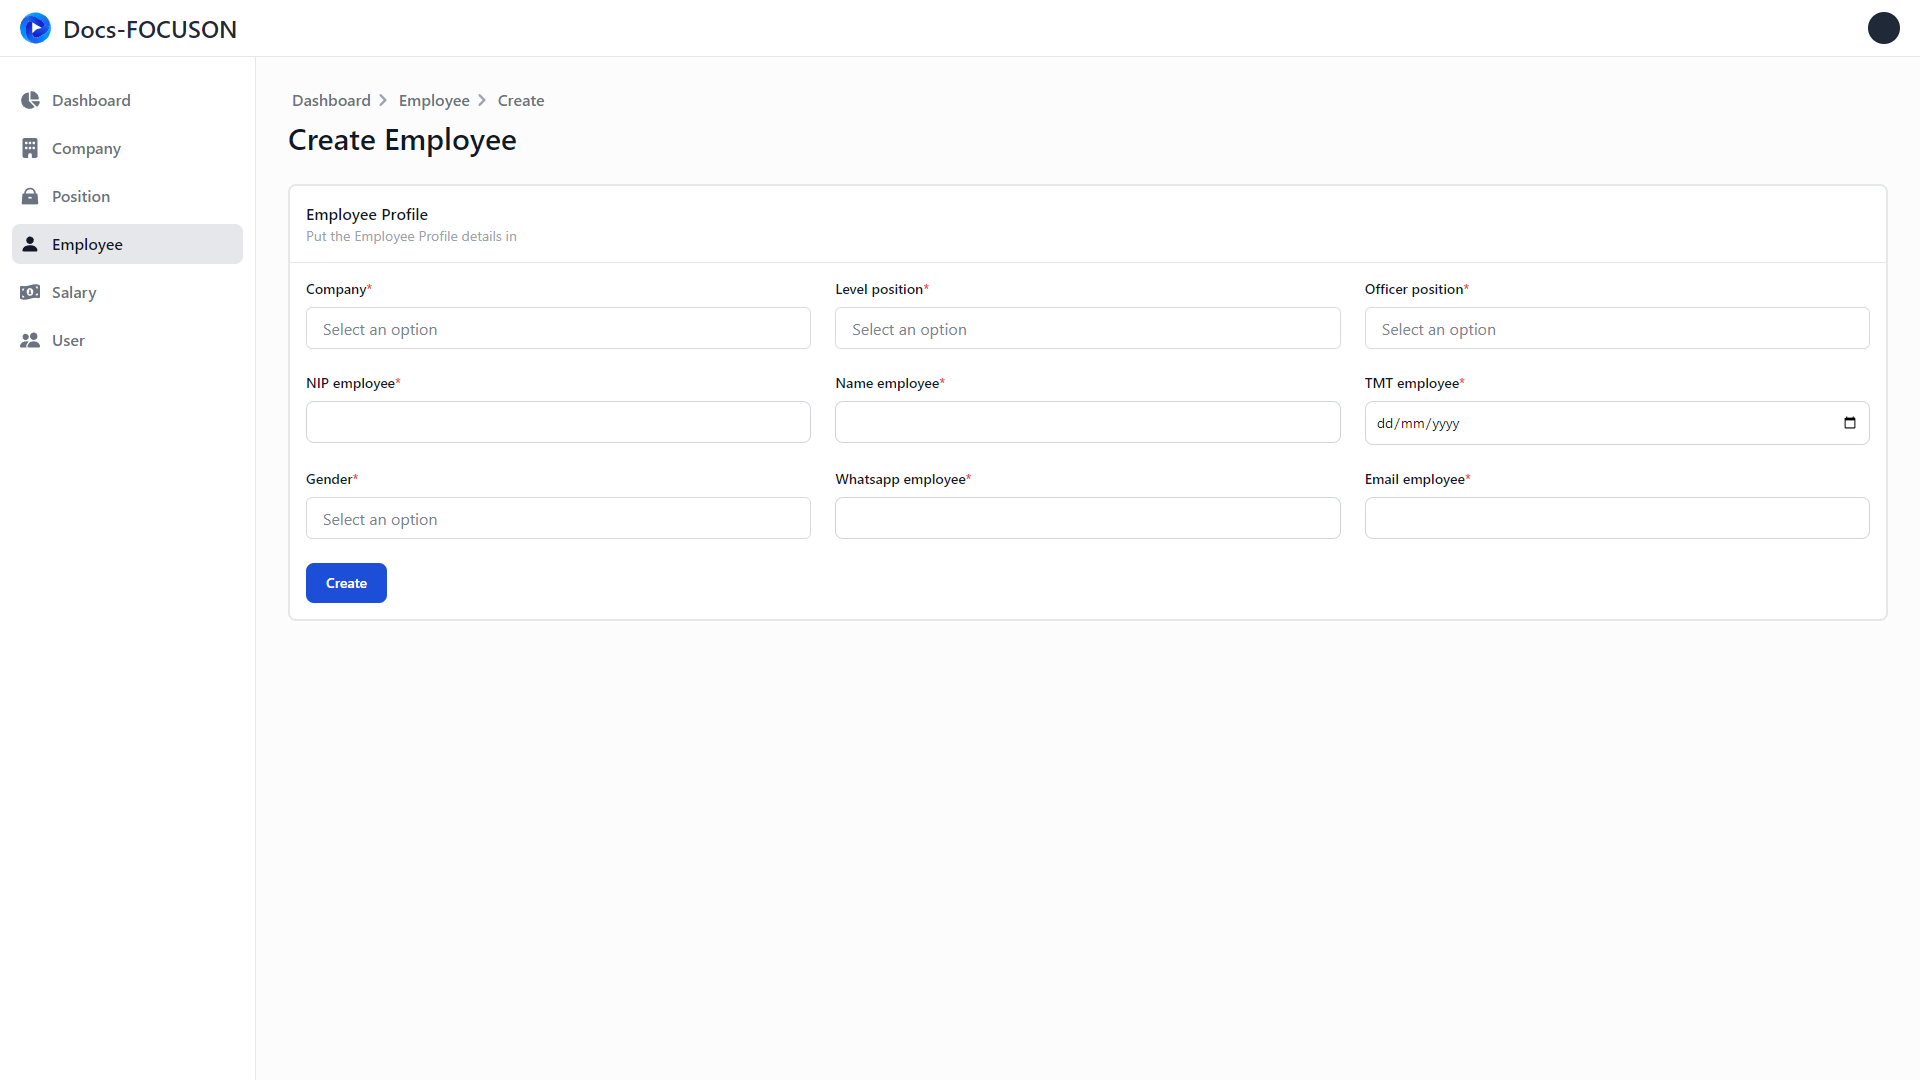 Docs-FOCUSON
Dashboard
Company
Position
Employee
Salary
User
Dashboard > Employee > Create
Create Employee
Employee Profile
Put the Employee Profile details in
Company* Level position* Officer position*
Select an option Select an option Select an option
NIP employee* Name employee* TMT employee*
dd/mm/yyyy
Gender* Whatsapp employee* Email employee*
Select an option
Create